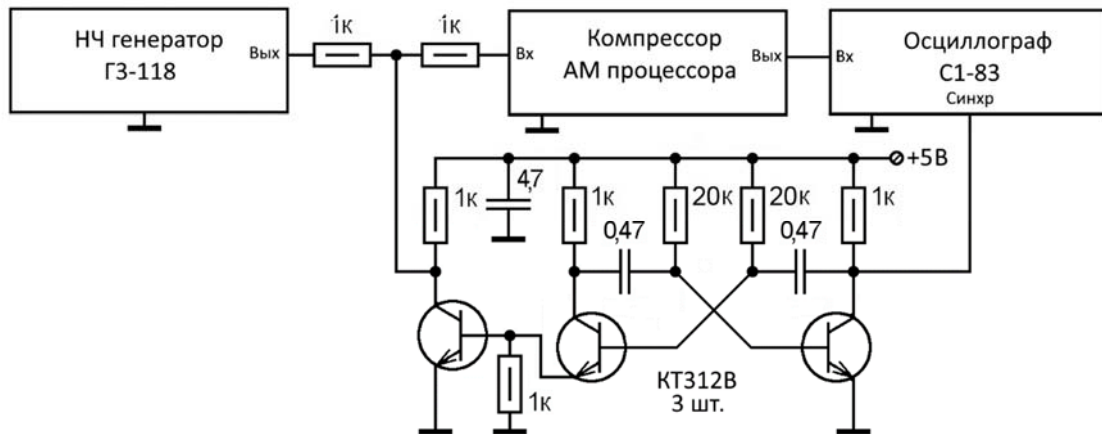 НЧ генератор
Г3-118
Вых
1к
1к
Вх
Компрессор
АМ процессора
Вых
Вх
Осциллограф
С1-83
Синхр
+5В
1к
4,7
1к
20к
20к
1к
0,47
0,47
1к
КТ312В
3 шт.